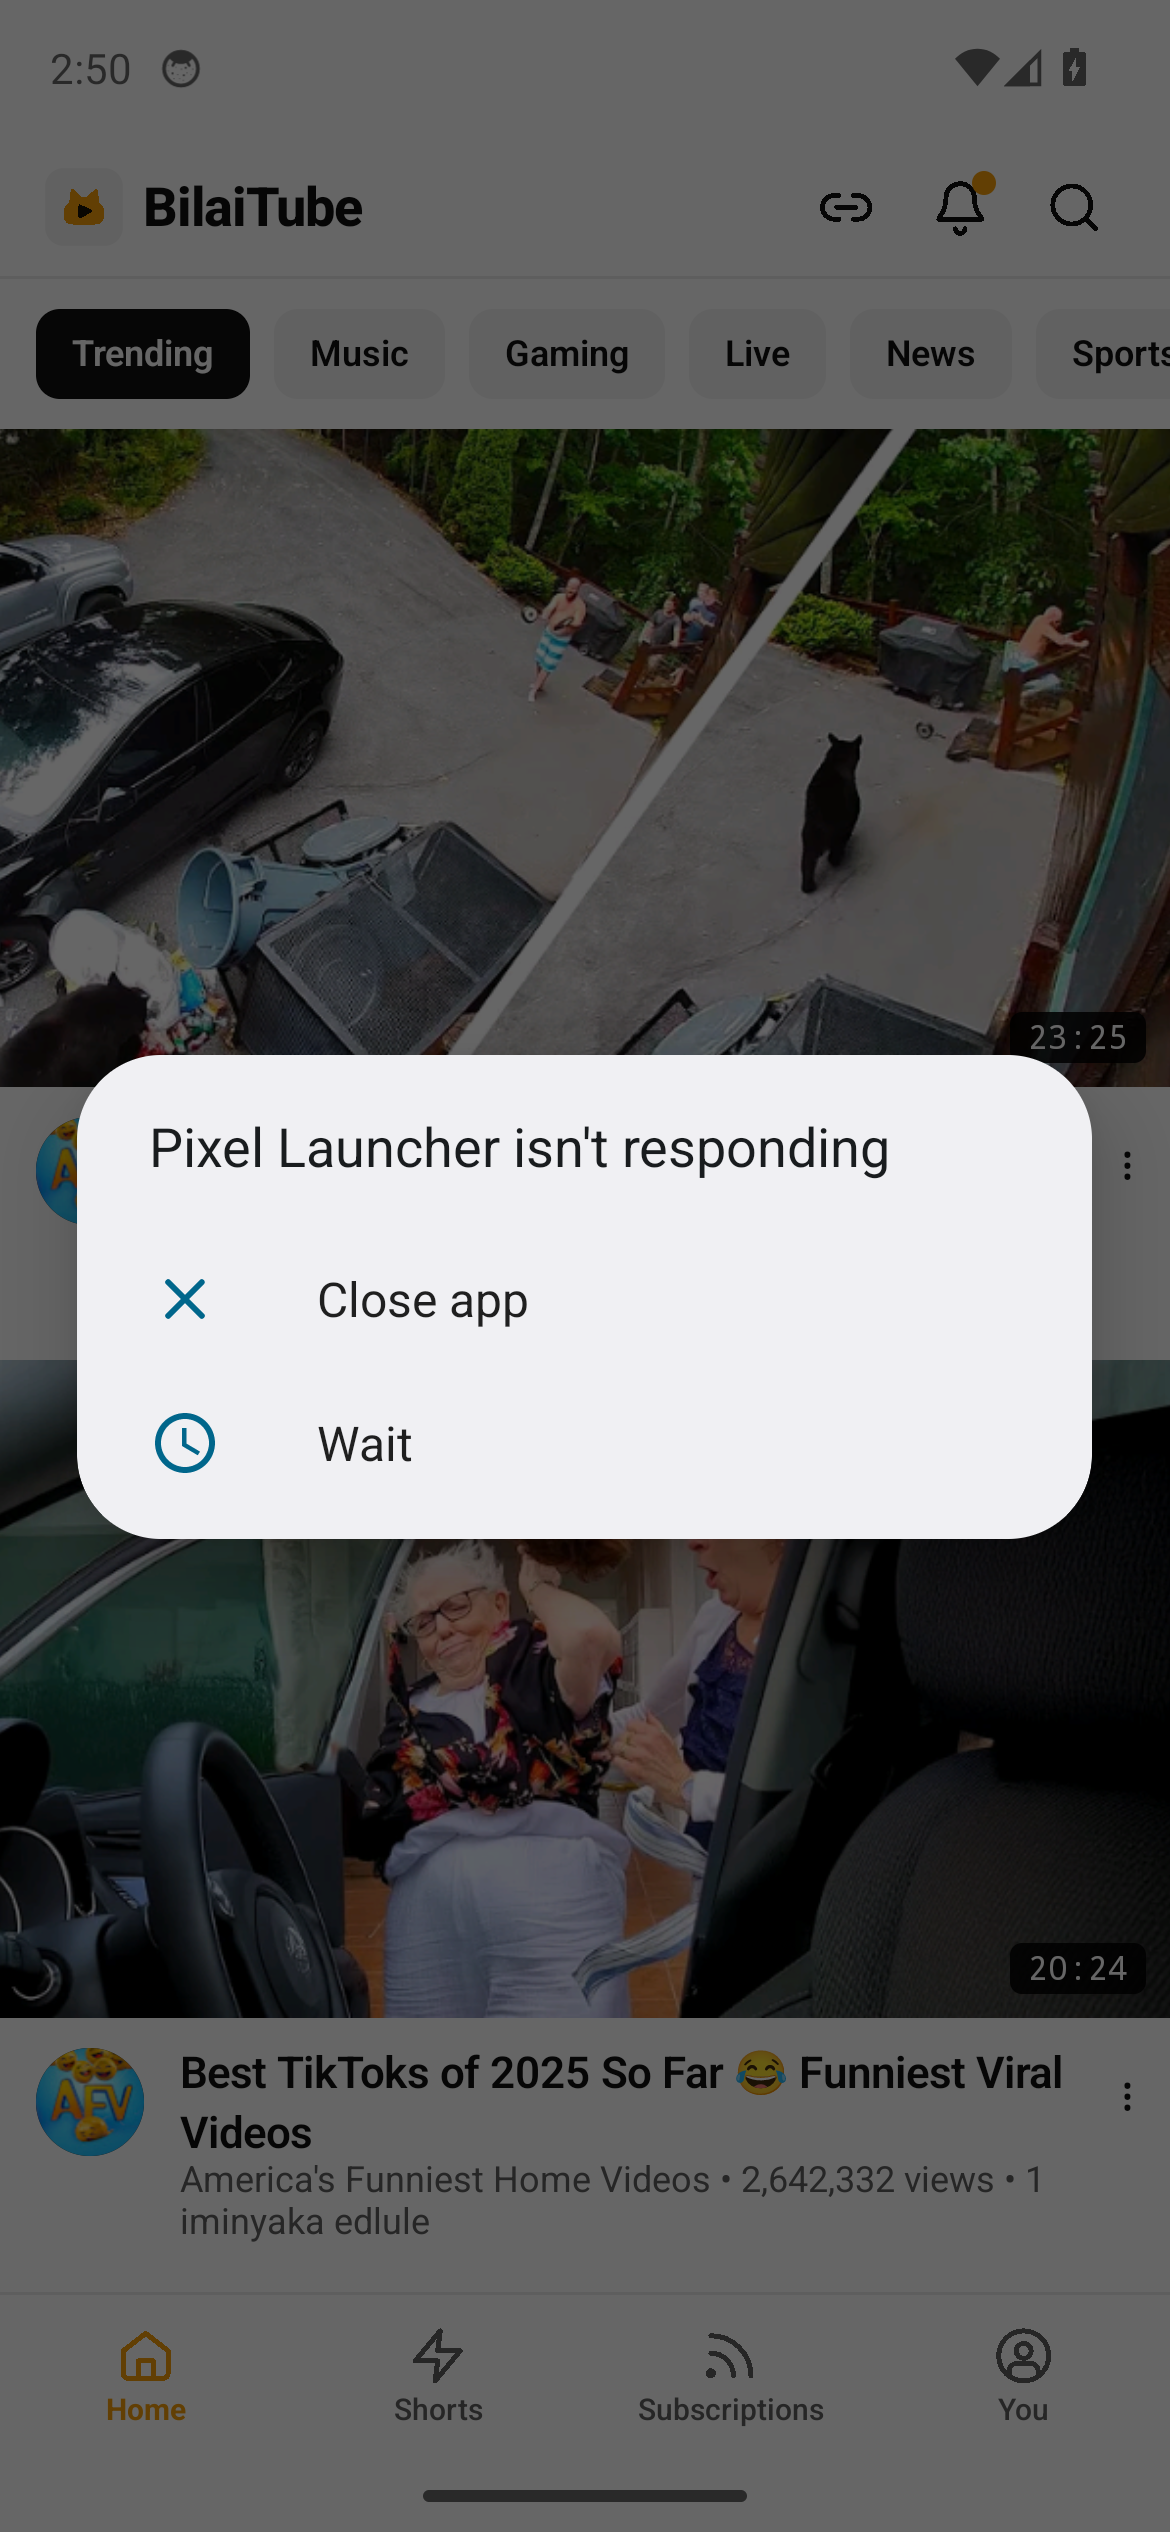 2:50
BilaiTube
Trending
Music
Gaming
Live
News
Sports
23:25
Pixel Launcher isn't responding
Close app
Wait
20:24
AFV
Best TikToks of 2025 So Far 😂 Funniest Viral
Videos
America's Funniest Home Videos • 2,642,332 views • 1
iminyaka edlule
Home
Shorts
Subscriptions
You